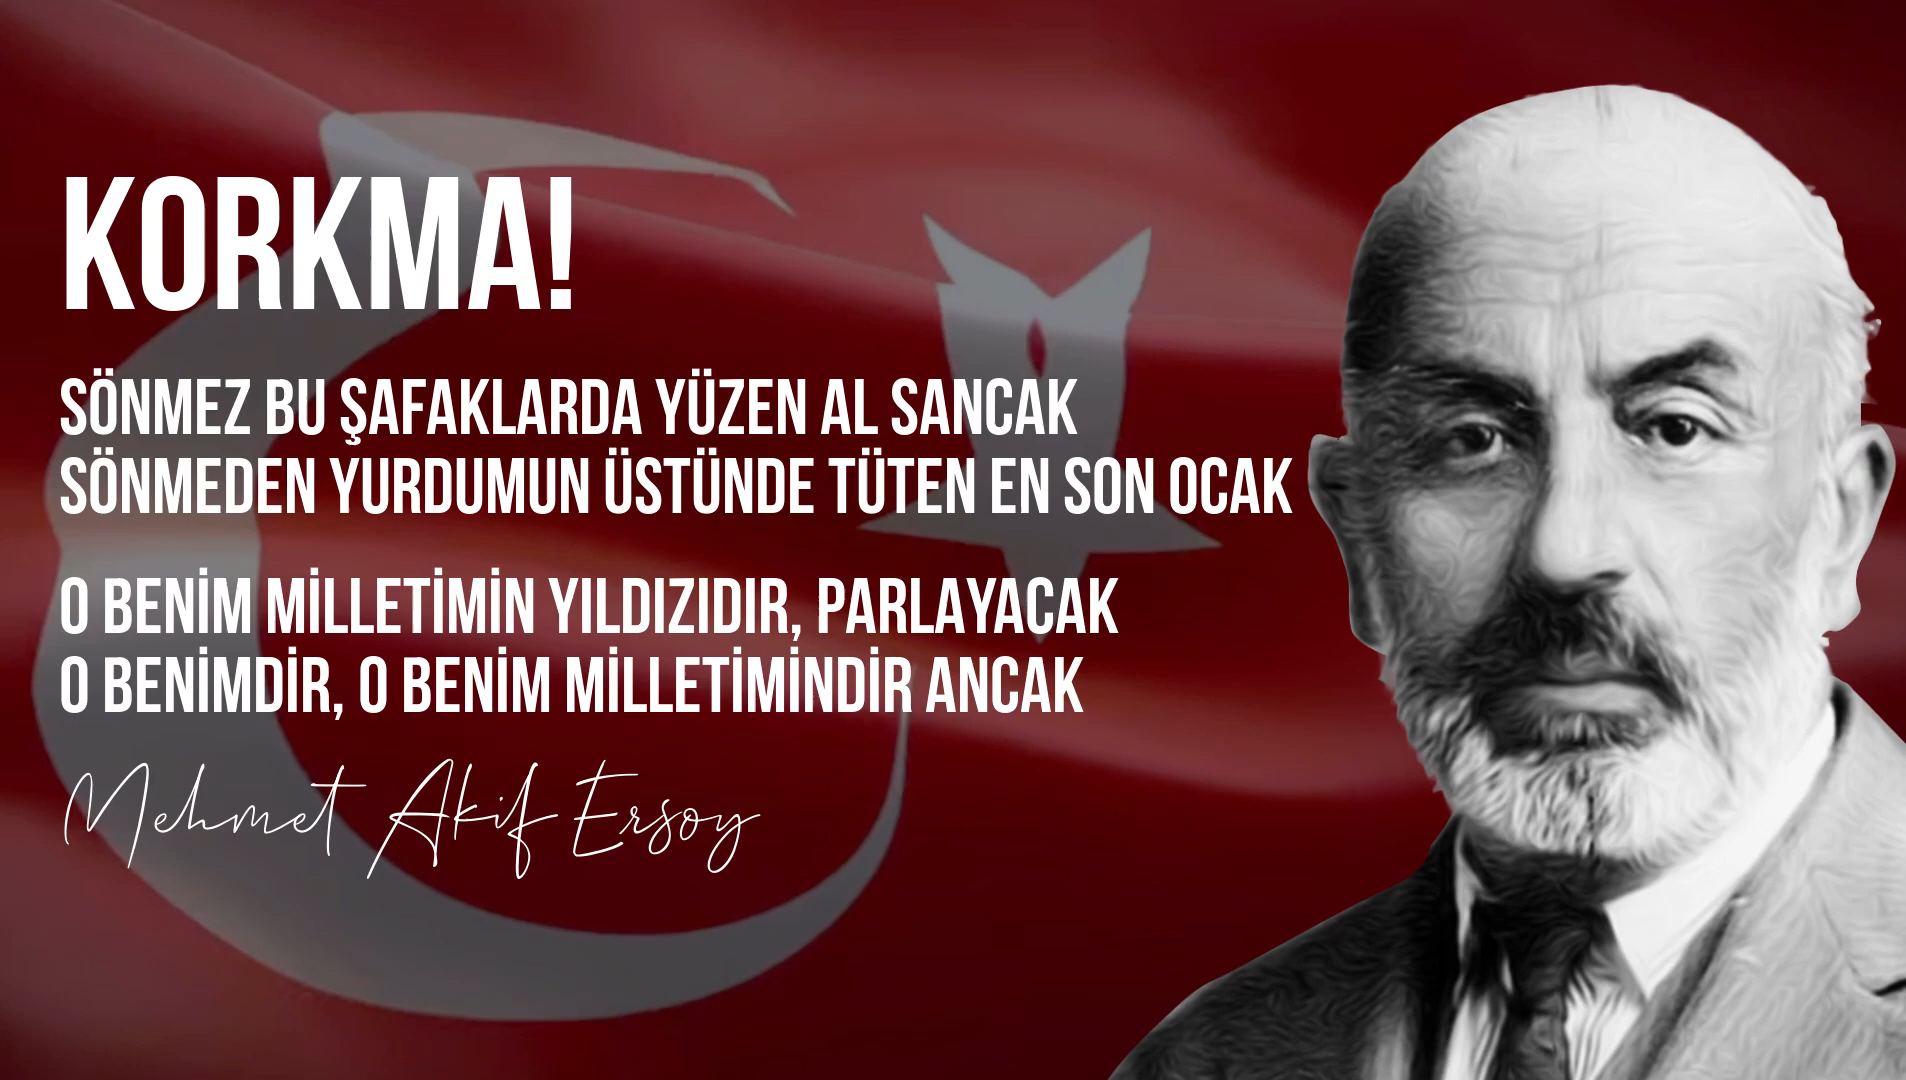 KORKMA!
SÖNMEZ BU ŞAFAKLARDA YÜZEN AL SANCAK
SÖNMEDEN YURDUMUN ÜSTÜNDE TÜTEN EN SON OCAK
O BENİM MİLLETİMİN YILDIZIDIR, PARLAYACAK
O BENİMDİR, O BENİM MİLLETİMİNDİR ANCAK
Mehmet Akif Ersoy